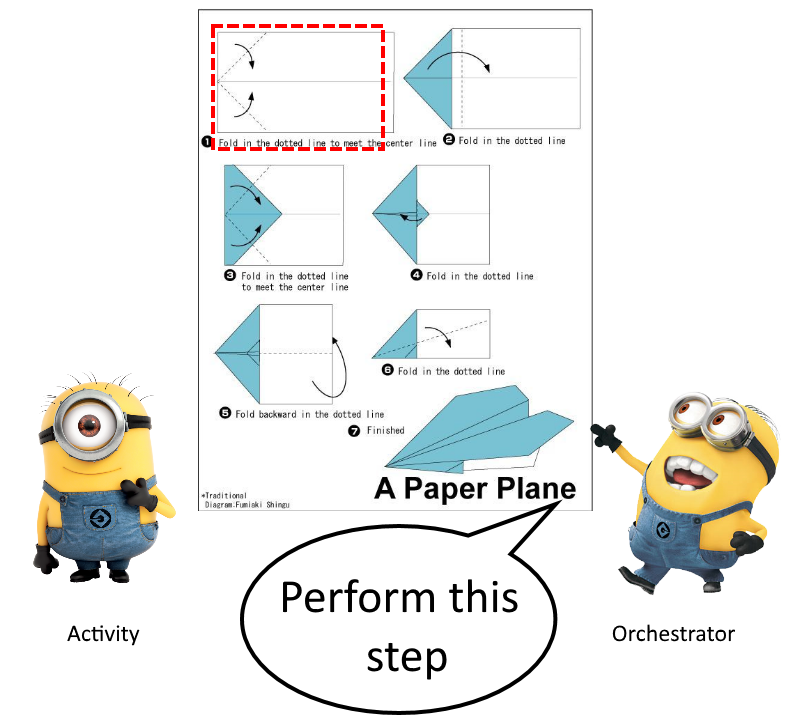 ❶ Fold in the dotted line to meet the center line
❷ Fold in the dotted line
❸ Fold in the dotted line
to meet the center line
❹ Fold in the dotted line
❺ Fold backward in the dotted line
❻ Fold in the dotted line
❼ Finished
*Traditional
Diagram:Fumiaki Shingu
A Paper Plane
Perform this
step
Activity
Orchestrator